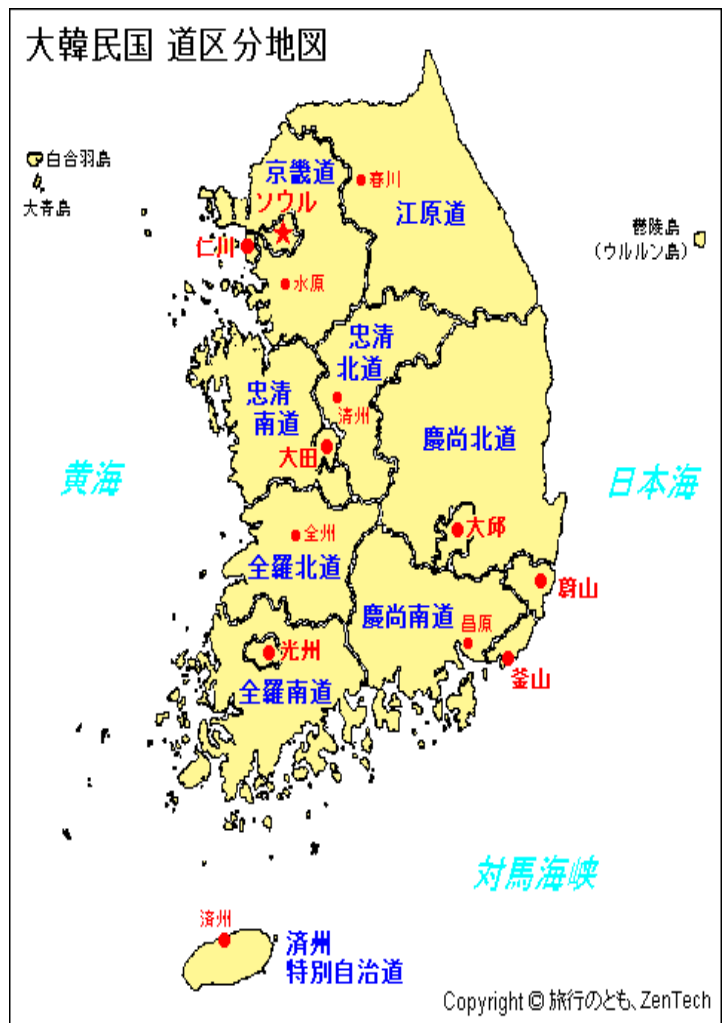 大韓民国 道区分地図
白合羽島
大青島
京畿道
ソウル
仁川
水原
春川
江原道
鬱陵島
(ウルルン島)
忠清
北道
忠清
南道
済州
大田
慶尚北道
黄海
日本海
大邱
全州
全羅北道
蔚山
慶尚南道
昌原
釜山
光州
全羅南道
対馬海峡
済州
済州
特別自治道
Copyright © 旅行のとも、ZenTech